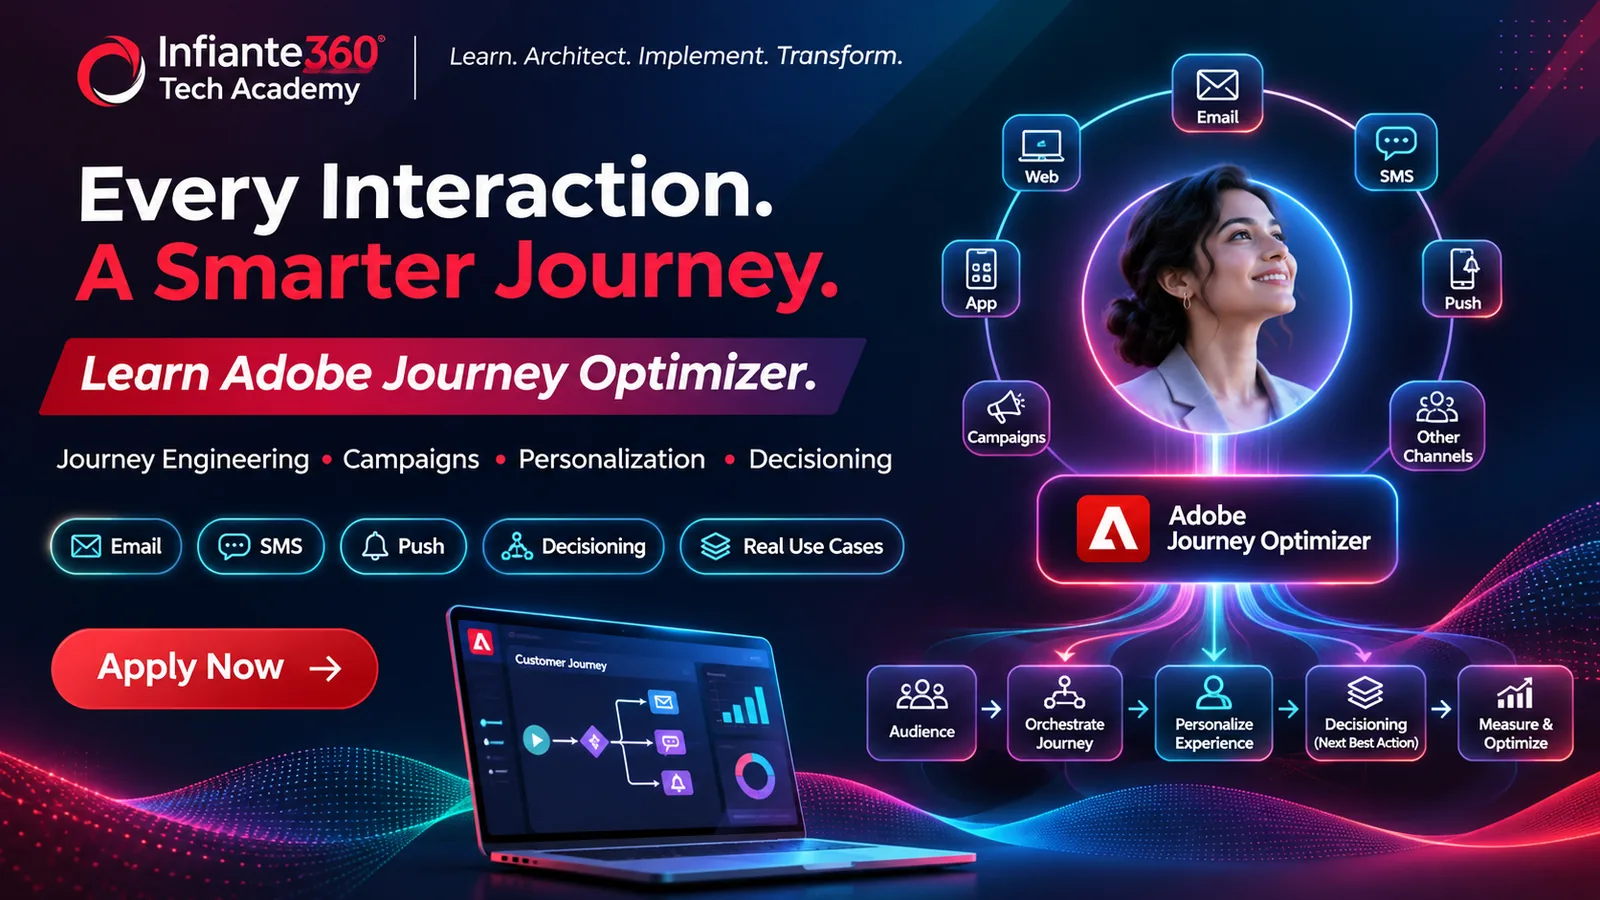 Infiante360®
Tech Academy
Learn. Architect. Implement. Transform.
Every Interaction.
A Smarter Journey.
Learn Adobe Journey Optimizer.
Journey Engineering • Campaigns • Personalization • Decisioning
Email
SMS
Push
Decisioning
Real Use Cases
Apply Now
Customer Journey
Email
Web
SMS
App
Push
Campaigns
Other
Channels
Adobe
Journey Optimizer
Audience
Orchestrate
Journey
Personalize
Experience
Decisioning
(Next Best Action)
Measure &
Optimize